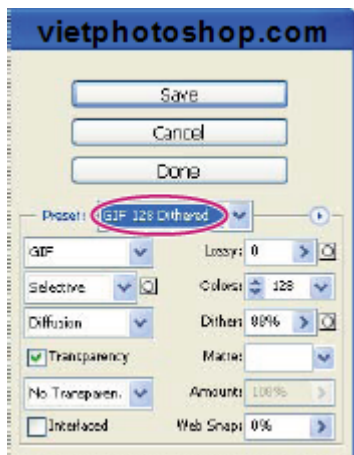 vietphotoshop.com
Save
Cancel
Done
Preset: GIF 128 Dithered
GIF Lossy: 0
Selective Colors: 128
Diffusion Dither: 88%
Transparency Matte:
No Transparen. Amount: 100%
Interlaced Web Snap: 0%